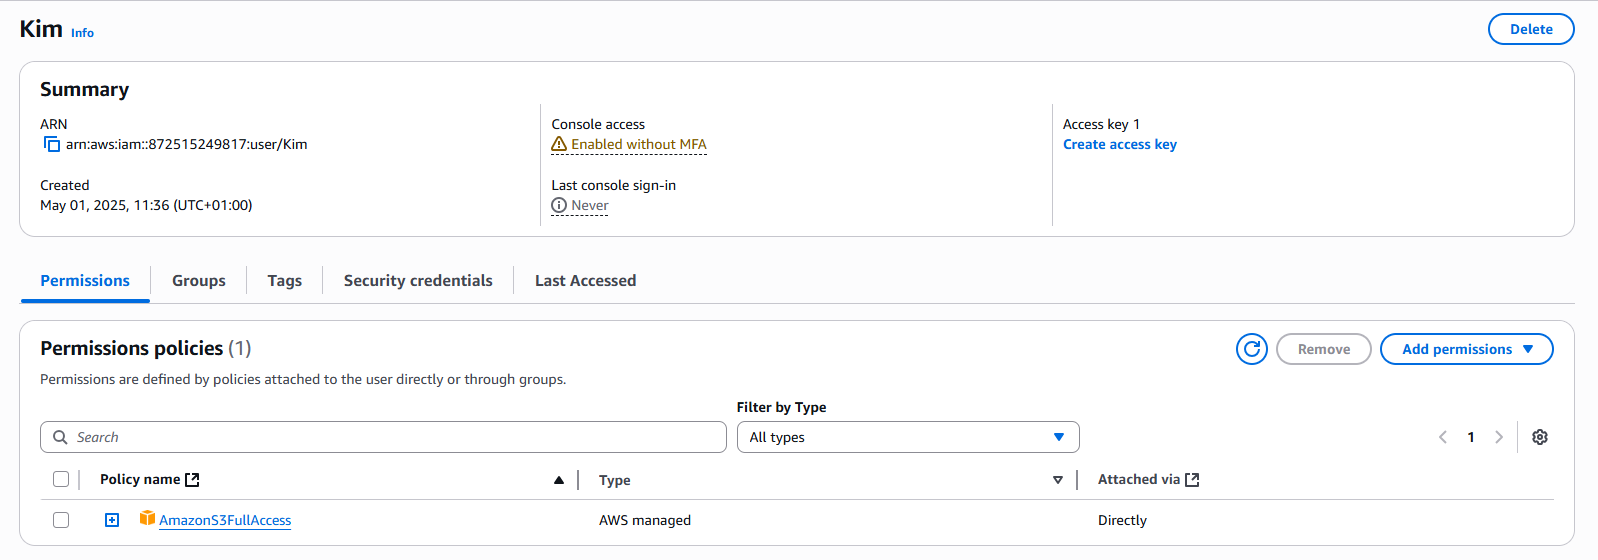 Kim Info
Delete
Summary
ARN
arn:aws:iam::872515249817:user/Kim
Created
May 01, 2025, 11:36 (UTC+01:00)
Console access
Enabled without MFA
Last console sign-in
Never
Access key 1
Create access key
Permissions
Groups
Tags
Security credentials
Last Accessed
Permissions policies (1)
Remove
Add permissions
Permissions are defined by policies attached to the user directly or through groups.
Filter by Type
Search
All types
1
Policy name
Type
Attached via
AmazonS3FullAccess
AWS managed
Directly